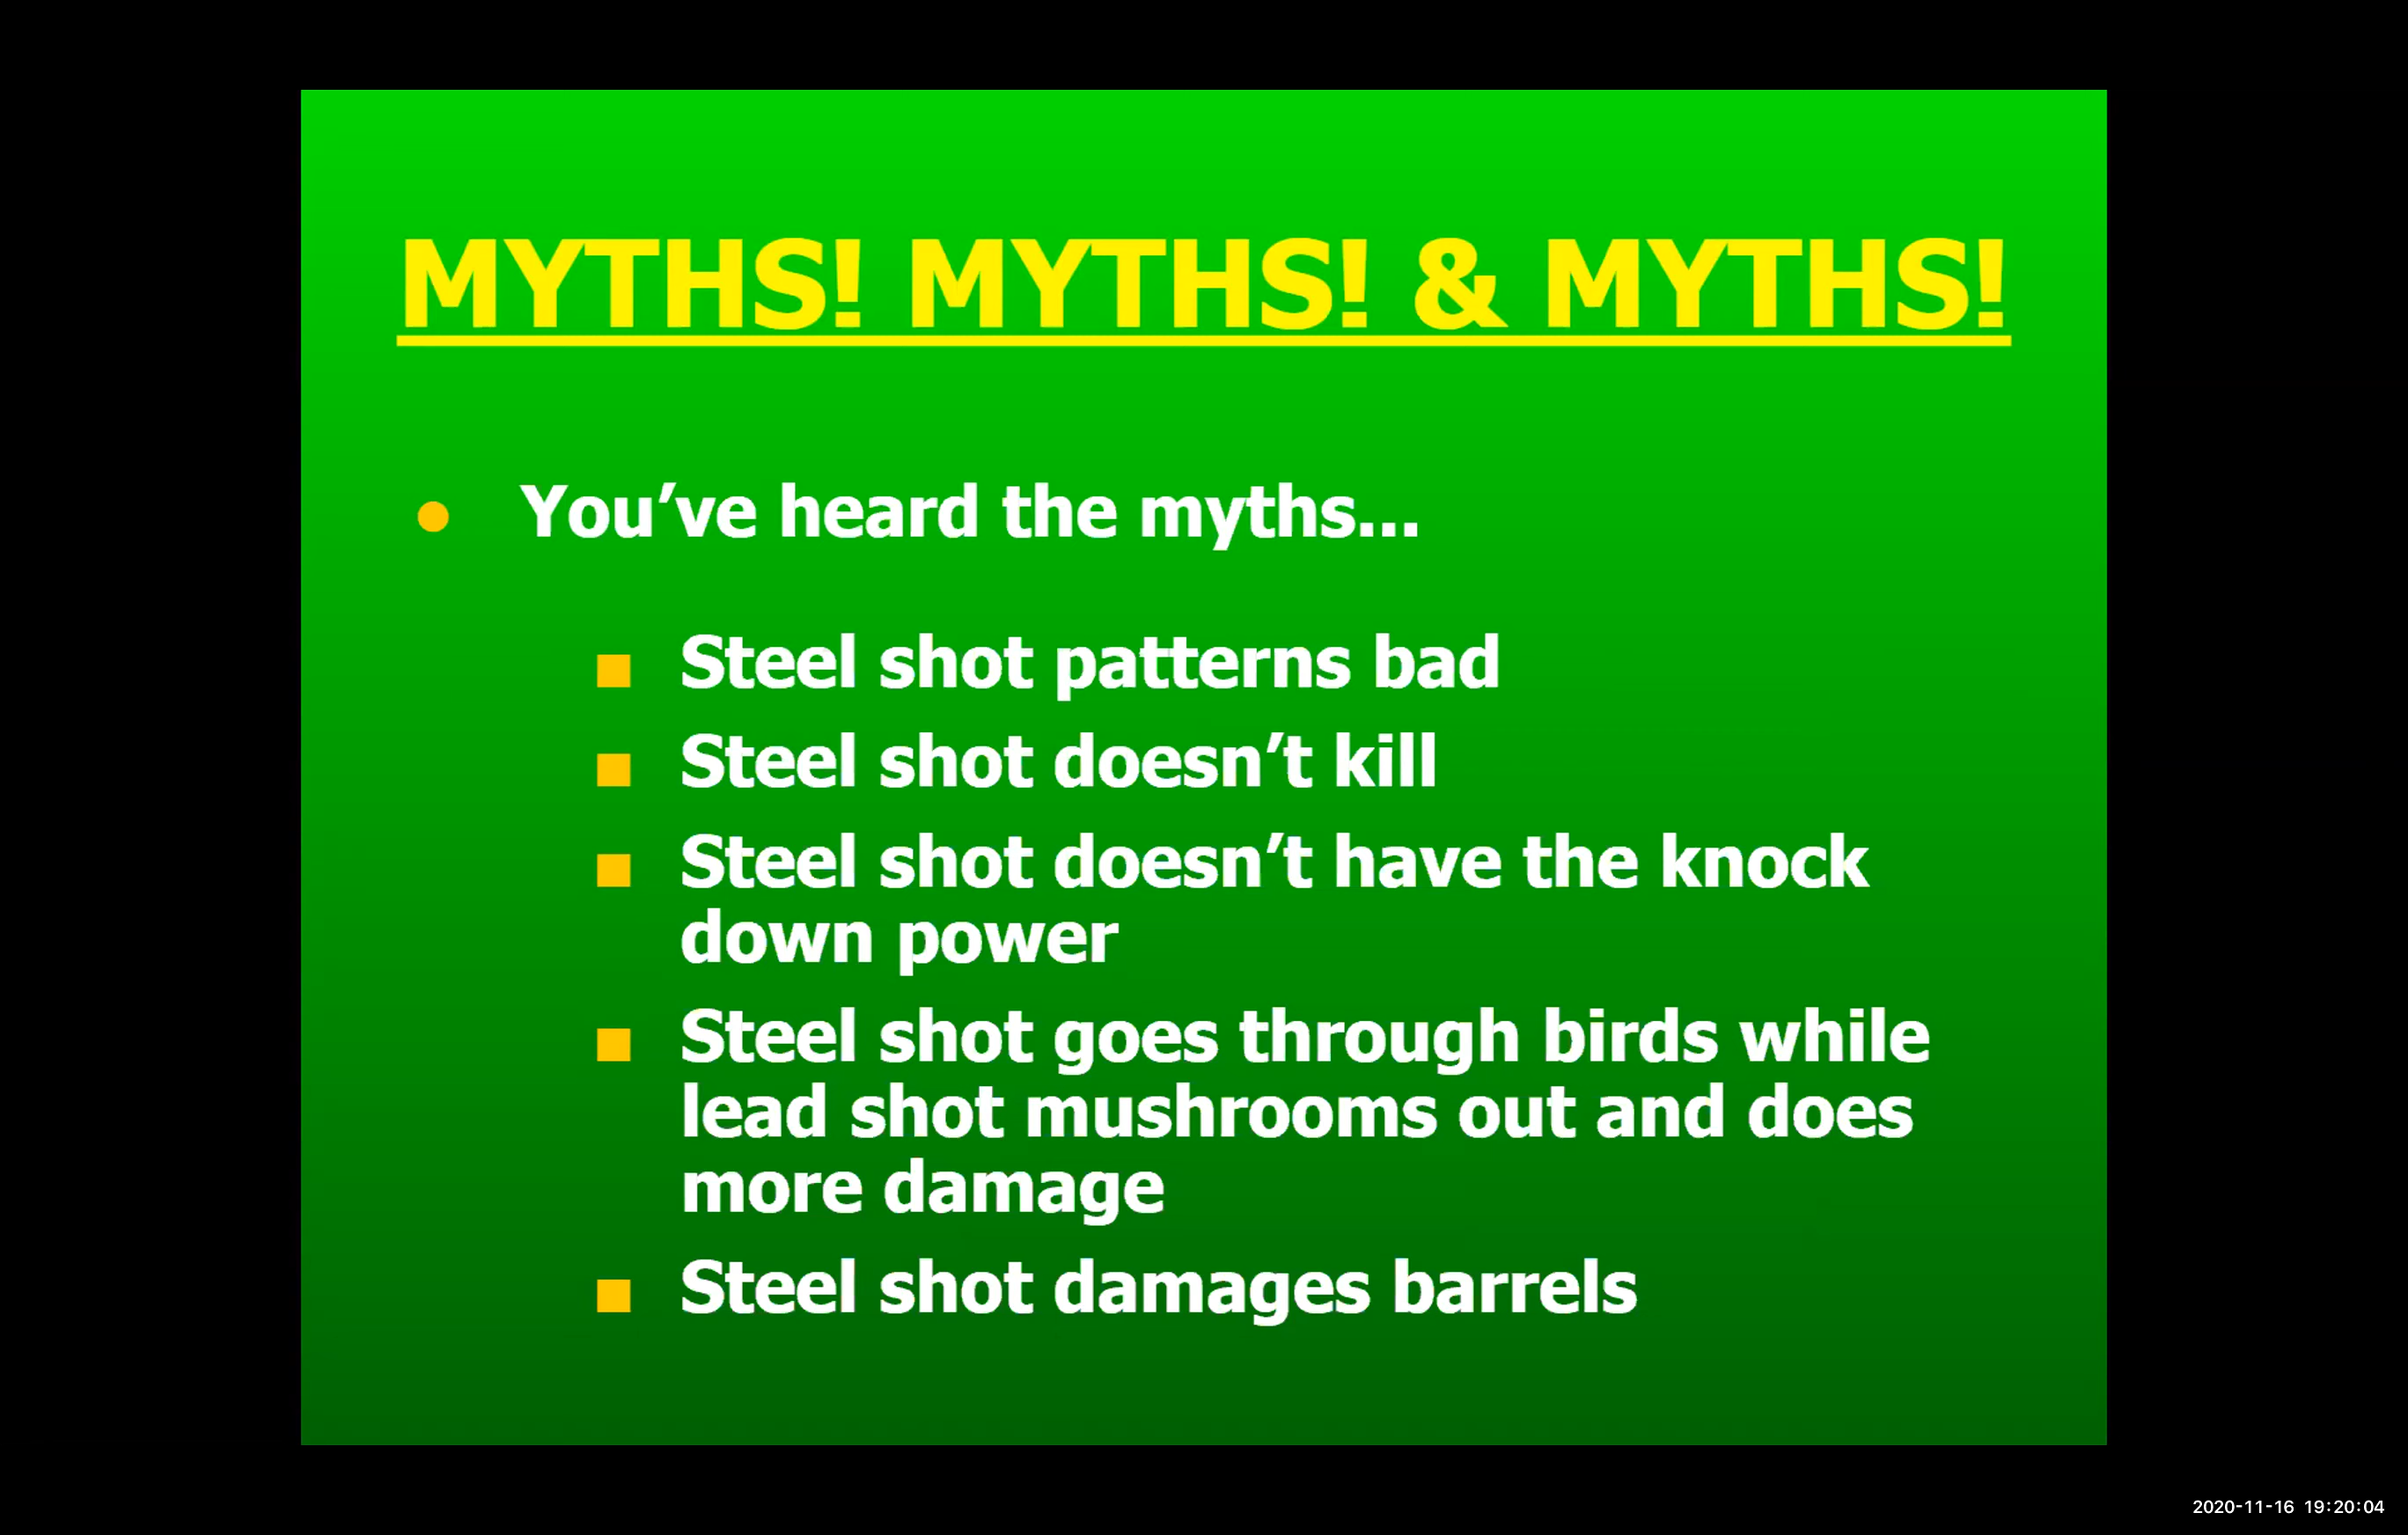 MYTHS! MYTHS! & MYTHS!
You’ve heard the myths…
Steel shot patterns bad
Steel shot doesn’t kill
Steel shot doesn’t have the knock
down power
Steel shot goes through birds while
lead shot mushrooms out and does
more damage
Steel shot damages barrels
2020-11-16 19:20:04